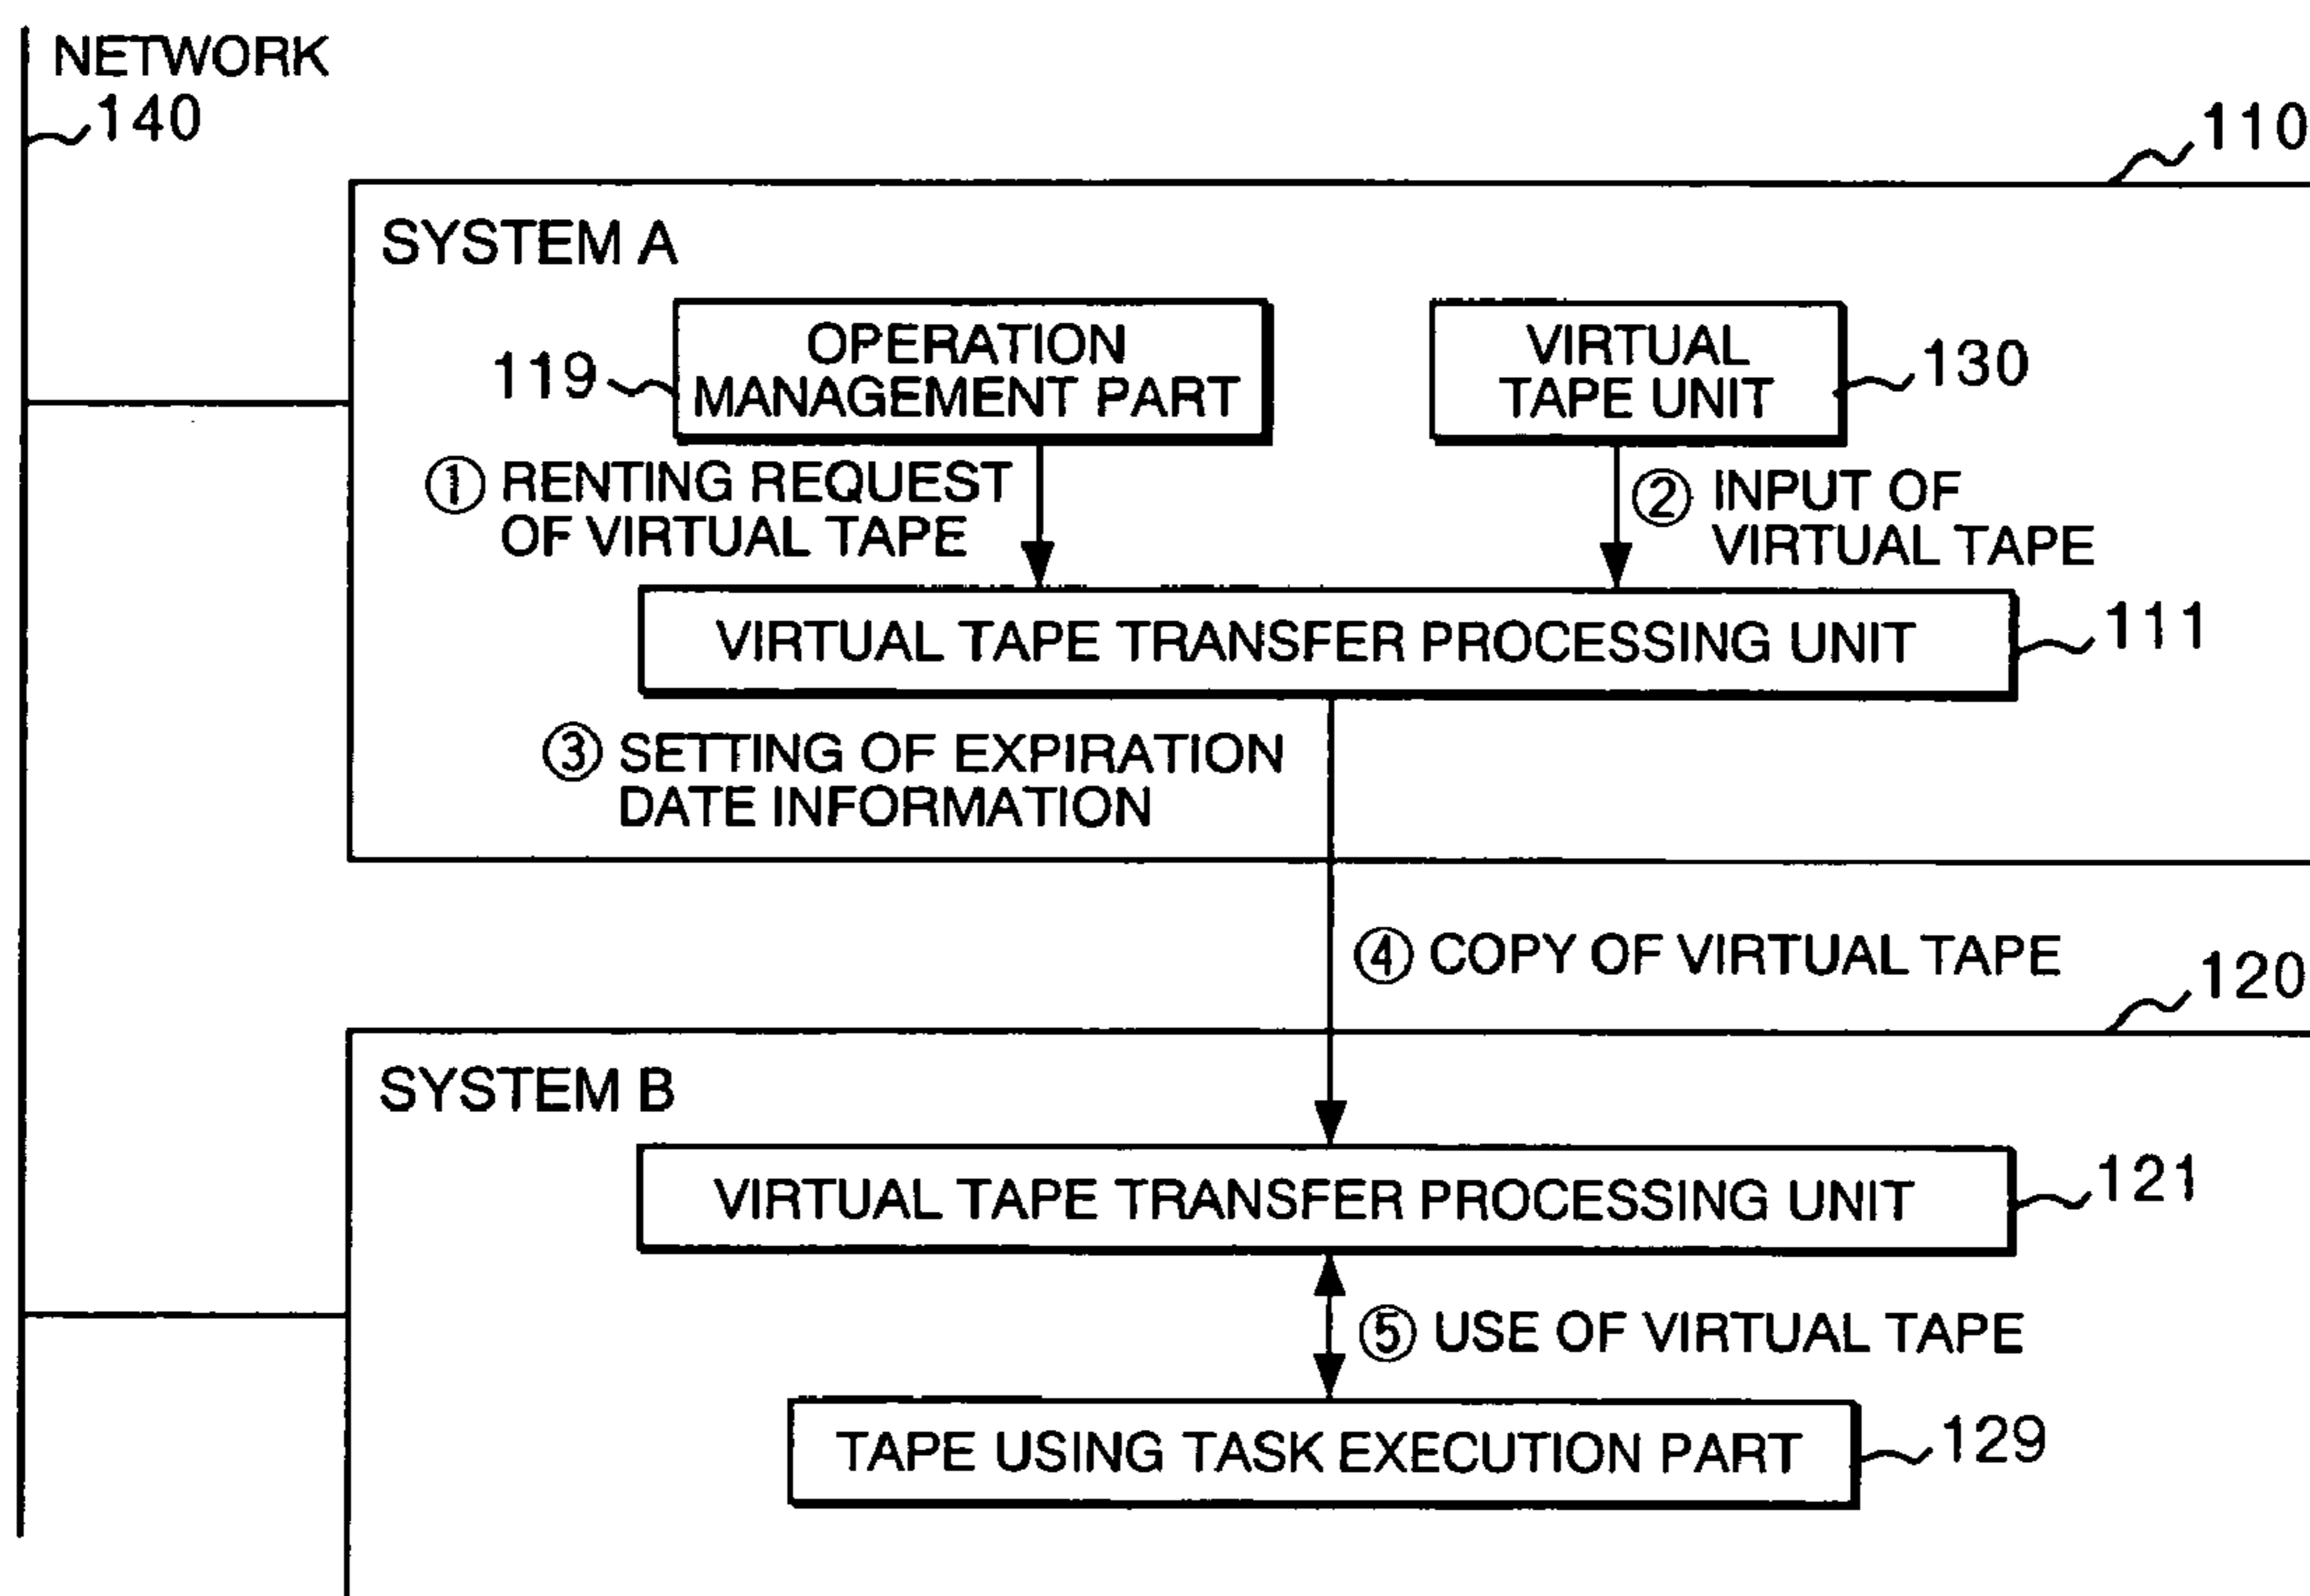 NETWORK
140
110
SYSTEM A
OPERATION
MANAGEMENT PART
119
VIRTUAL
TAPE UNIT
130
① RENTING REQUEST
OF VIRTUAL TAPE
② INPUT OF
VIRTUAL TAPE
VIRTUAL TAPE TRANSFER PROCESSING UNIT
111
③ SETTING OF EXPIRATION
DATE INFORMATION
④ COPY OF VIRTUAL TAPE
120
SYSTEM B
VIRTUAL TAPE TRANSFER PROCESSING UNIT
121
⑤ USE OF VIRTUAL TAPE
TAPE USING TASK EXECUTION PART
129